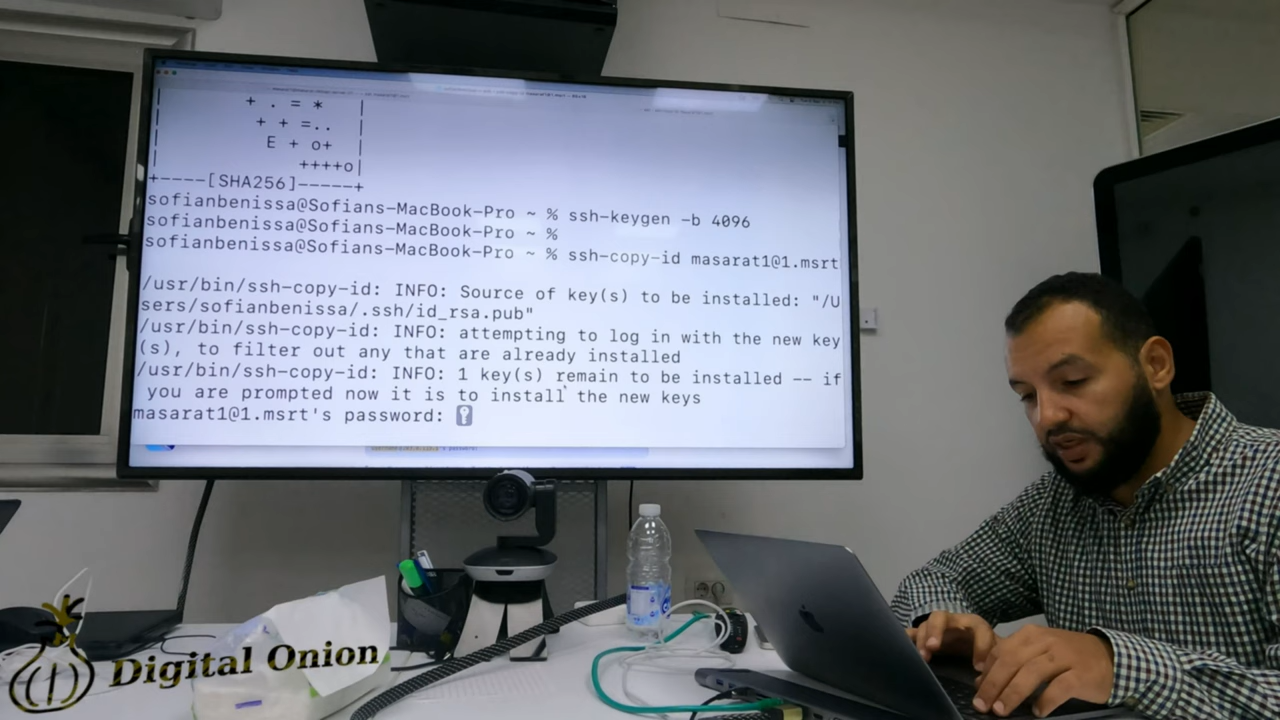 + . = *
+ + =..
E + o+
++++o|
+----[SHA256]-----+
sofianbenissa@Sofians-MacBook-Pro ~ % ssh-keygen -b 4096
sofianbenissa@Sofians-MacBook-Pro ~ %
sofianbenissa@Sofians-MacBook-Pro ~ % ssh-copy-id masarat1@1.msrt
/usr/bin/ssh-copy-id: INFO: Source of key(s) to be installed: "/U
sers/sofianbenissa/.ssh/id_rsa.pub"
/usr/bin/ssh-copy-id: INFO: attempting to log in with the new key
(s), to filter out any that are already installed
/usr/bin/ssh-copy-id: INFO: 1 key(s) remain to be installed -- if
you are prompted now it is to install the new keys
masarat1@1.msrt's password:
Digital Onion